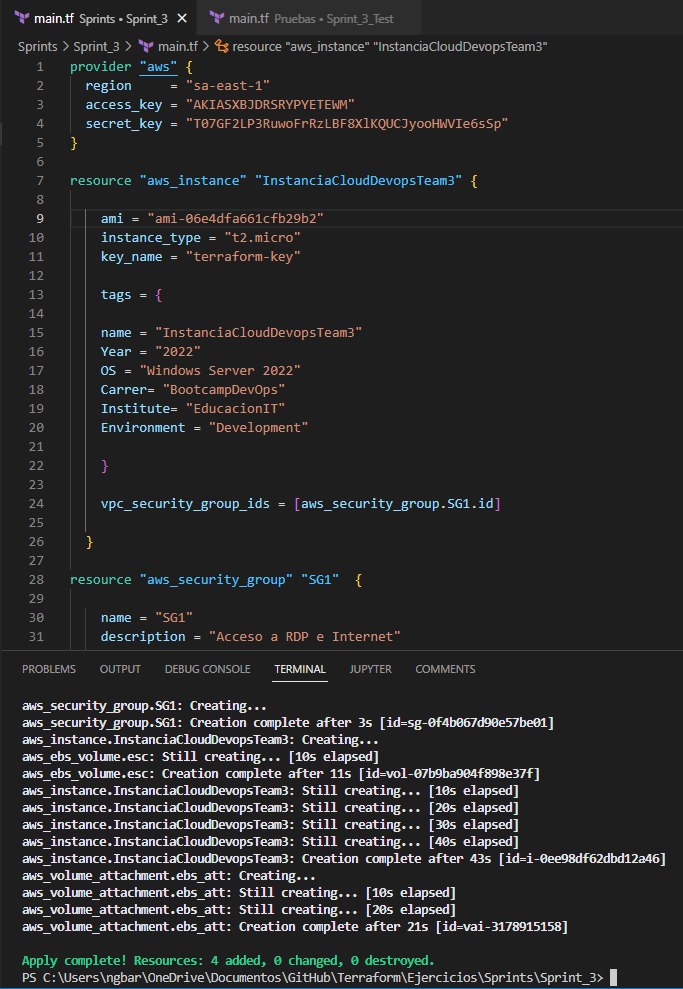 main.tf Sprints • Sprint_3 ×
main.tf Pruebas • Sprint_3_Test
Sprints > Sprint_3 > main.tf > resource "aws_instance" "InstanciaCloudDevopsTeam3"
1 provider "aws" {
2 region = "sa-east-1"
3 access_key = "AKIASXBJDRSRYPYETEWM"
4 secret_key = ""
5 }
6
7 resource "aws_instance" "InstanciaCloudDevopsTeam3" {
8
9 ami = "ami-06e4dfa661cfb29b2"
10 instance_type = "t2.micro"
11 key_name = "terraform-key"
12
13 tags = {
14
15 name = "InstanciaCloudDevopsTeam3"
16 Year = "2022"
17 OS = "Windows Server 2022"
18 Carrer= "BootcampDevOps"
19 Institute= "EducacionIT"
20 Environment = "Development"
21
22 }
23
24 vpc_security_group_ids = [aws_security_group.SG1.id]
25
26 }
27
28 resource "aws_security_group" "SG1" {
29
30 name = "SG1"
31 description = "Acceso a RDP e Internet"
PROBLEMS OUTPUT DEBUG CONSOLE TERMINAL JUPYTER COMMENTS
aws_security_group.SG1: Creating...
aws_security_group.SG1: Creation complete after 3s [id=sg-0f4b067d90e57be01]
aws_instance.InstanciaCloudDevopsTeam3: Creating...
aws_ebs_volume.esc: Still creating... [10s elapsed]
aws_ebs_volume.esc: Creation complete after 11s [id=vol-07b9ba904f898e37f]
aws_instance.InstanciaCloudDevopsTeam3: Still creating... [10s elapsed]
aws_instance.InstanciaCloudDevopsTeam3: Still creating... [20s elapsed]
aws_instance.InstanciaCloudDevopsTeam3: Still creating... [30s elapsed]
aws_instance.InstanciaCloudDevopsTeam3: Still creating... [40s elapsed]
aws_instance.InstanciaCloudDevopsTeam3: Creation complete after 43s [id=i-0ee98df62dbd12a46]
aws_volume_attachment.ebs_att: Creating...
aws_volume_attachment.ebs_att: Still creating... [10s elapsed]
aws_volume_attachment.ebs_att: Still creating... [20s elapsed]
aws_volume_attachment.ebs_att: Creation complete after 21s [id=vai-3178915158]
Apply complete! Resources: 4 added, 0 changed, 0 destroyed.
PS C:\Users\ngbar\OneDrive\Documentos\GitHub\Terraform\Ejercicios\Sprints\Sprint_3>